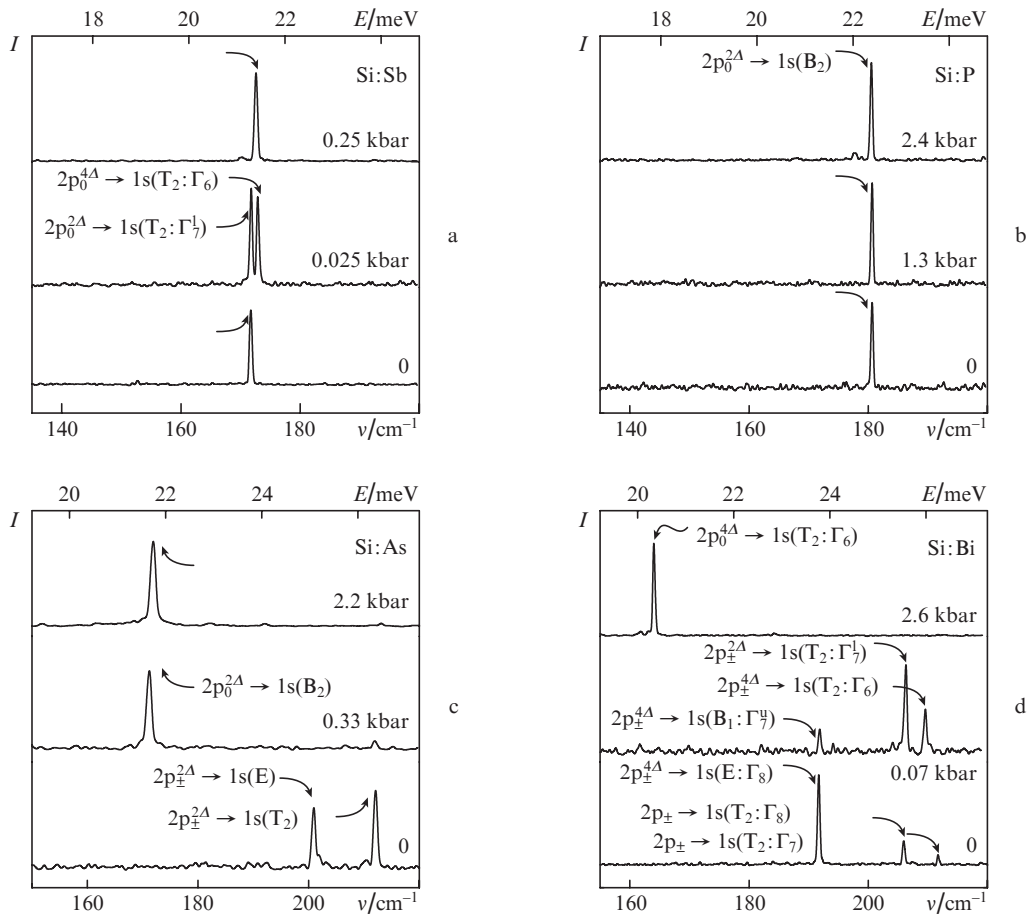 18 20 22 E/meV
I
Si:Sb
0.25 kbar
2p₀^{2Δ} → 1s(T₂:Γ₆)
2p₀^{2Δ} → 1s(T₂:Γ₇^l)
0.025 kbar
0
140 160 180 ν/cm⁻¹
a
18 20 22 E/meV
I
2p₀^{2Δ} → 1s(B₂)
Si:P
2.4 kbar
1.3 kbar
0
140 160 180 ν/cm⁻¹
b
20 22 24 E/meV
I
Si:As
2.2 kbar
2p₀^{2Δ} → 1s(B₂)
0.33 kbar
2p±^{2Δ} → 1s(E)
2p±^{2Δ} → 1s(T₂)
0
160 180 200 ν/cm⁻¹
c
20 22 24 E/meV
I
2p₀^{4Δ} → 1s(T₂:Γ₆)
Si:Bi
2.6 kbar
2p±^{2Δ} → 1s(T₂:Γ₇^l)
2p±^{4Δ} → 1s(T₂:Γ₆)
2p±^{4Δ} → 1s(B₁:Γ₇^u)
0.07 kbar
2p±^{4Δ} → 1s(E:Γ₈)
2p± → 1s(T₂:Γ₈)
2p± → 1s(T₂:Γ₇)
0
160 180 200 ν/cm⁻¹
d